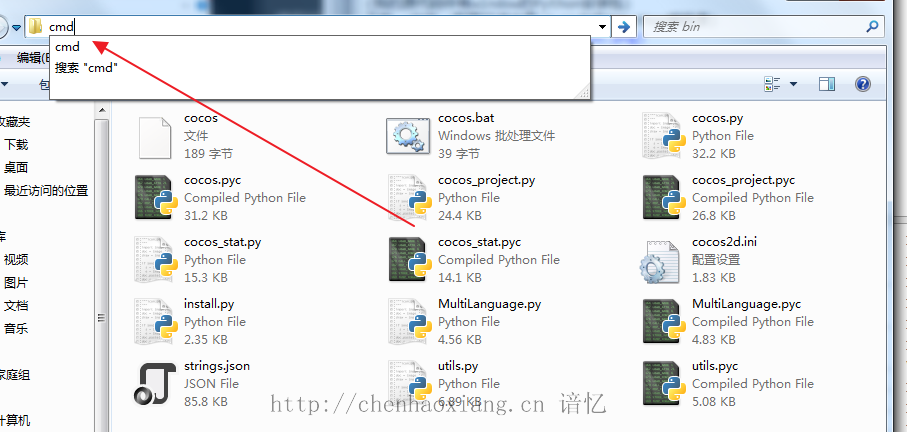 cmd
搜索 bin
cmd
搜索 "cmd"
编辑(E
包
收藏夹
下载
桌面
最近访问的位置
库
视频
图片
文档
音乐
家庭组
计算机
cocos
文件
189 字节
cocos.bat
Windows 批处理文件
39 字节
cocos.py
Python File
32.2 KB
cocos.pyc
Compiled Python File
31.2 KB
cocos_project.py
Python File
24.4 KB
cocos_project.pyc
Compiled Python File
26.8 KB
cocos_stat.py
Python File
15.3 KB
cocos_stat.pyc
Compiled Python File
14.1 KB
cocos2d.ini
配置设置
1.83 KB
install.py
Python File
2.35 KB
MultiLanguage.py
Python File
4.56 KB
MultiLanguage.pyc
Compiled Python File
4.83 KB
strings.json
JSON File
85.8 KB
utils.py
Python File
6.89 KB
utils.pyc
Compiled Python File
5.08 KB
http://chenhaoxiang.cn 谙忆